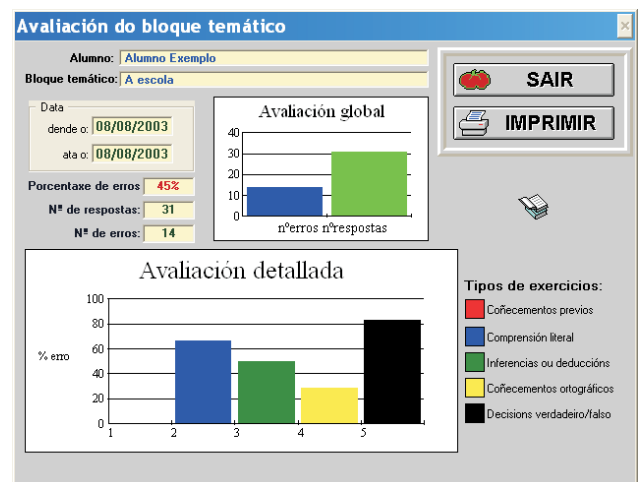 Avaliación do bloque temático
Alumno: Alumno Exemplo
Bloque temático: A escola
Data
dende o: 08/08/2003
ata o: 08/08/2003
Porcentaxe de erros 45%
Nº de respostas: 31
Nº de erros: 14
Avaliación global
40
30
20
10
0
nºerros nºrespostas
SAIR
IMPRIMIR
Avaliación detallada
% erro
100
80
60
40
20
0
1 2 3 4 5
Tipos de exercicios:
Coñecementos previos
Comprensión literal
Inferencias ou deduccións
Coñecementos ortográficos
Decisions verdadeiro/falso